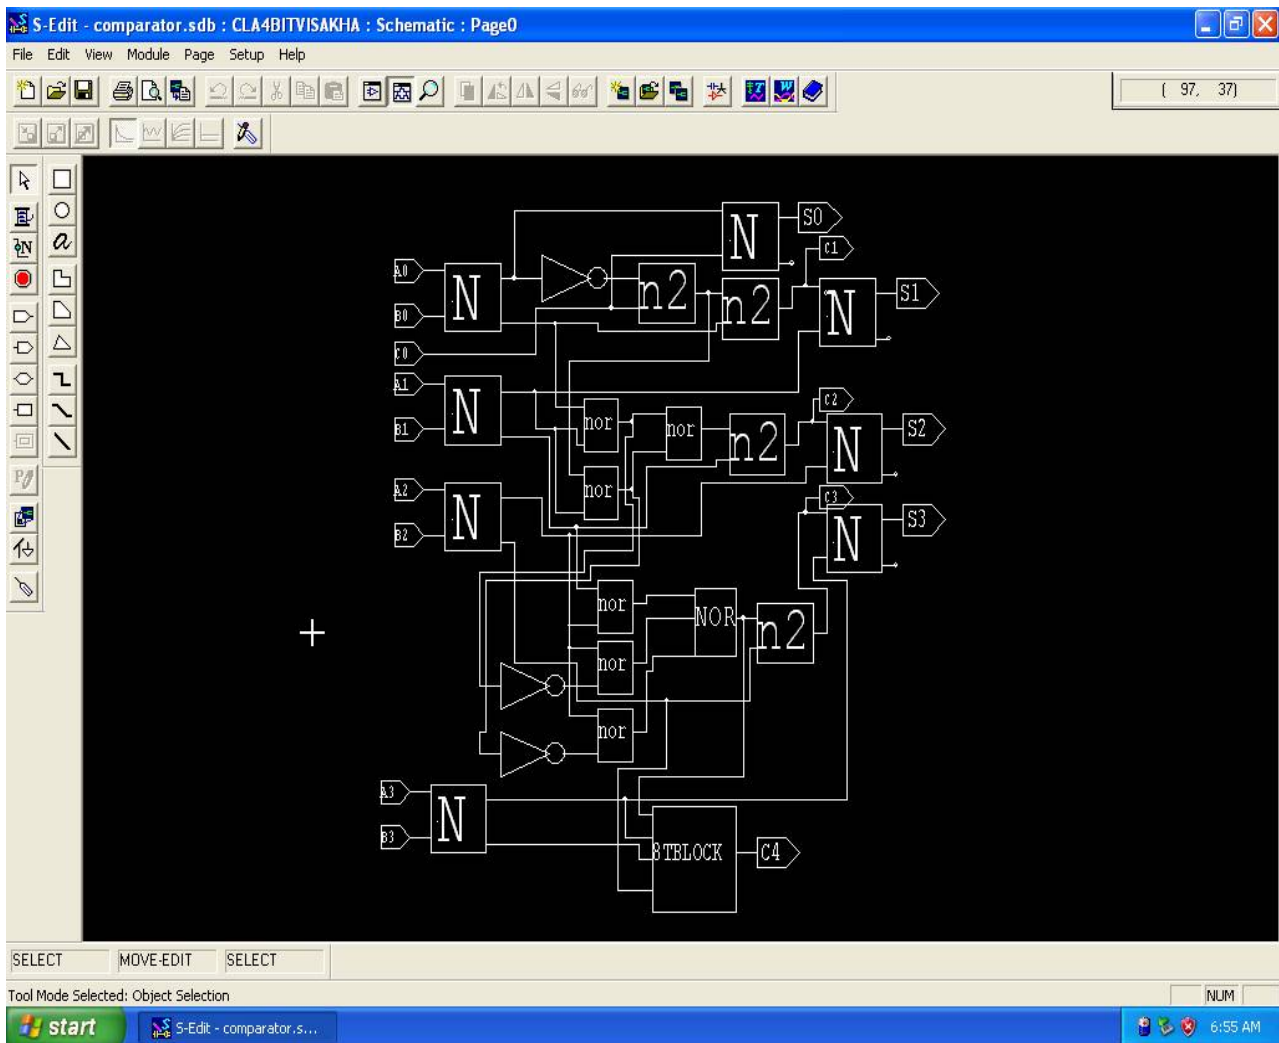 S-Edit - comparator.sdb : CLA4BITVISAKHA : Schematic : Page0
File Edit View Module Page Setup Help
( 97, 37)
N S0
C1
A0 N n2 n2 N S1
B0
C0
A1 N nor nor n2 C2 N S2
B1
A2 N nor C3 N S3
B2
nor NOR n2
nor
nor
A3 N
B3 8TBLOCK C4
SELECT MOVE-EDIT SELECT
Tool Mode Selected: Object Selection NUM
start S-Edit - comparator.s... 6:55 AM